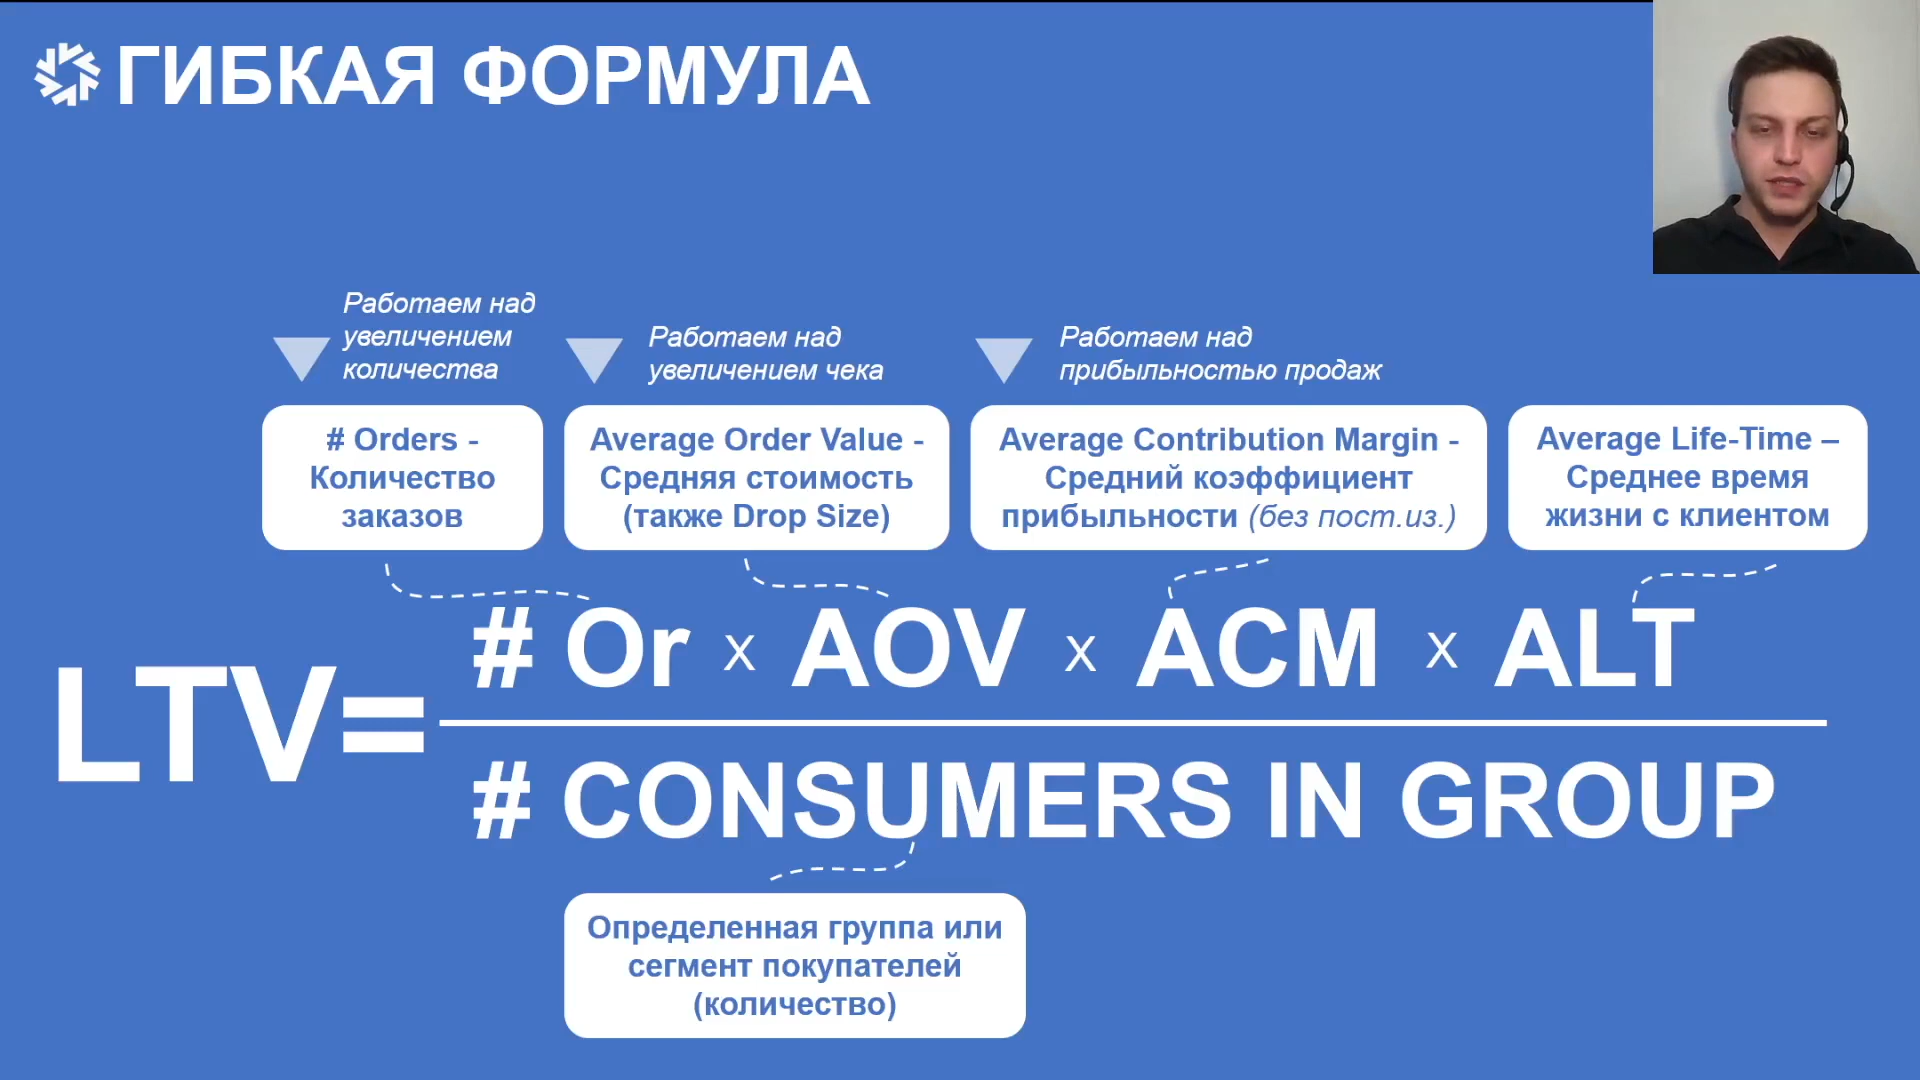 ГИБКАЯ ФОРМУЛА
Работаем над
увеличением
количества
Работаем над
увеличением чека
Работаем над
прибыльностью продаж
# Orders -
Количество
заказов
Average Order Value -
Средняя стоимость
(также Drop Size)
Average Contribution Margin -
Средний коэффициент
прибыльности (без пост.из.)
Average Life-Time –
Среднее время
жизни с клиентом
# Or x AOV x ACM x ALT
LTV=
# CONSUMERS IN GROUP
Определенная группа или
сегмент покупателей
(количество)